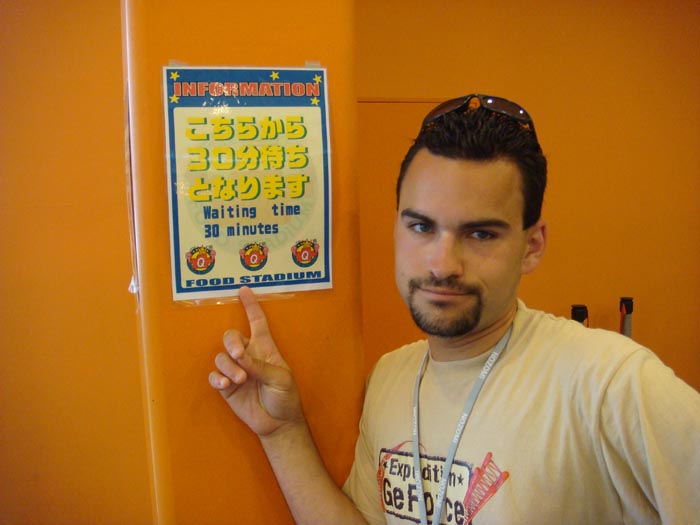 INFORMATION
こちらから
30分待ち
となります
Waiting time
30 minutes
Q Q Q
FOOD STADIUM
NOZOMI
Expedition
GeForce